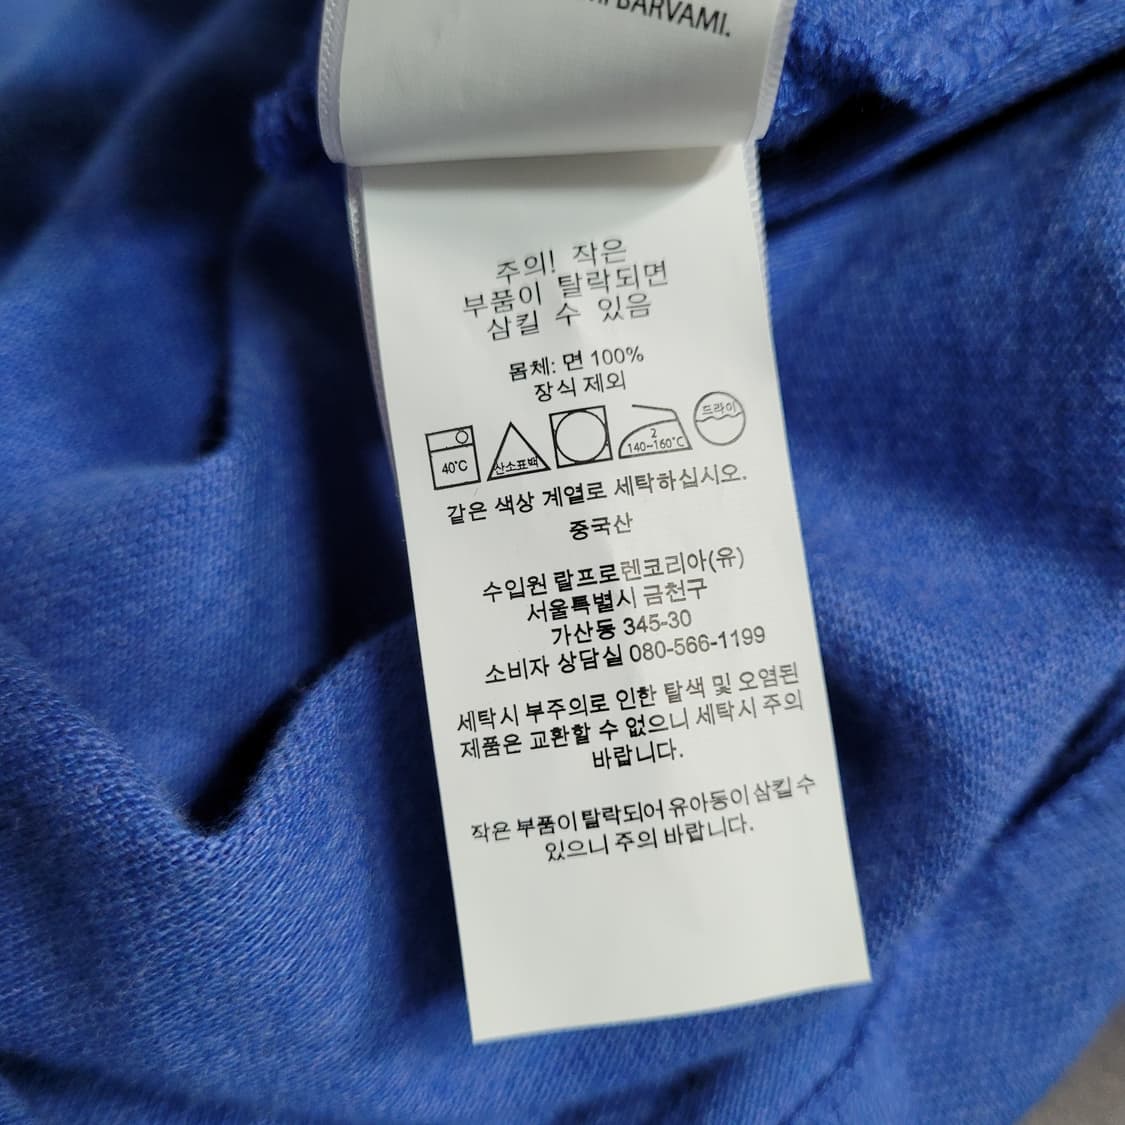 BARVAMI.
주의! 작은
부품이 탈락되면
삼킬 수 있음
몸체: 면 100%
장식 제외
40°C
산소표백
2
140~160°C
드라이
같은 색상 계열로 세탁하십시오.
중국산
수입원 랄프로렌코리아(유)
서울특별시 금천구
가산동 345-30
소비자 상담실 080-566-1199
세탁시 부주의로 인한 탈색 및 오염된
제품은 교환할 수 없으니 세탁시 주의
바랍니다.
작은 부품이 탈락되어 유아동이 삼킬 수
있으니 주의 바랍니다.